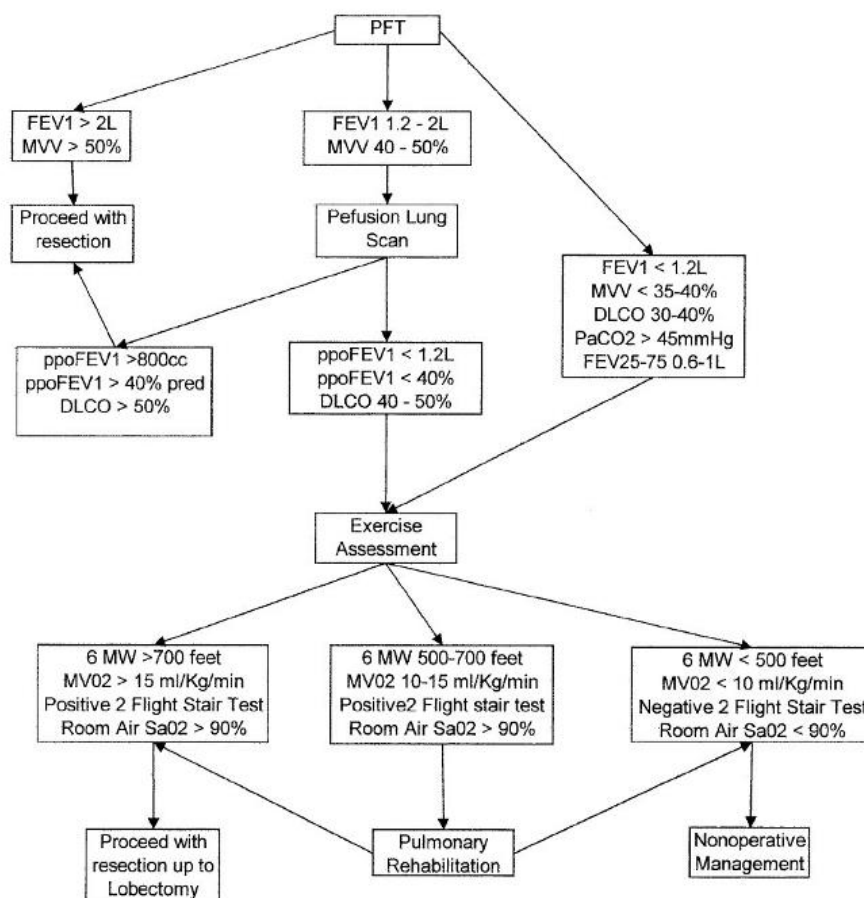 PFT
FEV1 > 2L
MVV > 50%
FEV1 1.2 - 2L
MVV 40 - 50%
Proceed with
resection
Pefusion Lung
Scan
FEV1 < 1.2L
MVV < 35-40%
DLCO 30-40%
PaCO2 > 45mmHg
FEV25-75 0.6-1L
ppoFEV1 >800cc
ppoFEV1 > 40% pred
DLCO > 50%
ppoFEV1 < 1.2L
ppoFEV1 < 40%
DLCO 40 - 50%
Exercise
Assessment
6 MW >700 feet
MV02 > 15 ml/Kg/min
Positive 2 Flight Stair Test
Room Air Sa02 > 90%
6 MW 500-700 feet
MV02 10-15 ml/Kg/min
Positive2 Flight stair test
Room Air Sa02 > 90%
6 MW < 500 feet
MV02 < 10 ml/Kg/min
Negative 2 Flight Stair Test
Room Air Sa02 < 90%
Proceed with
resection up to
Lobectomy
Pulmonary
Rehabilitation
Nonoperative
Management